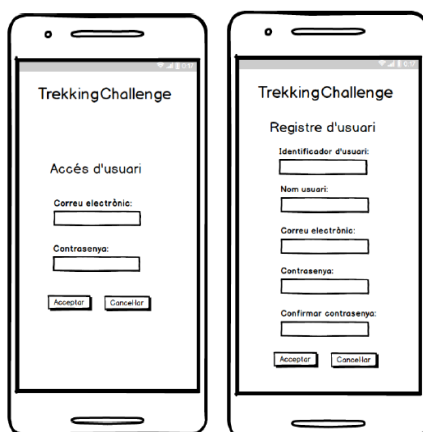 TrekkingChallenge
Accés d'usuari
Correu electrònic:
Contrasenya:
Acceptar
Cancel·lar
TrekkingChallenge
Registre d'usuari
Identificador d'usuari:
Nom usuari:
Correu electrònic:
Contrasenya:
Confirmar contrasenya:
Acceptar
Cancel·lar